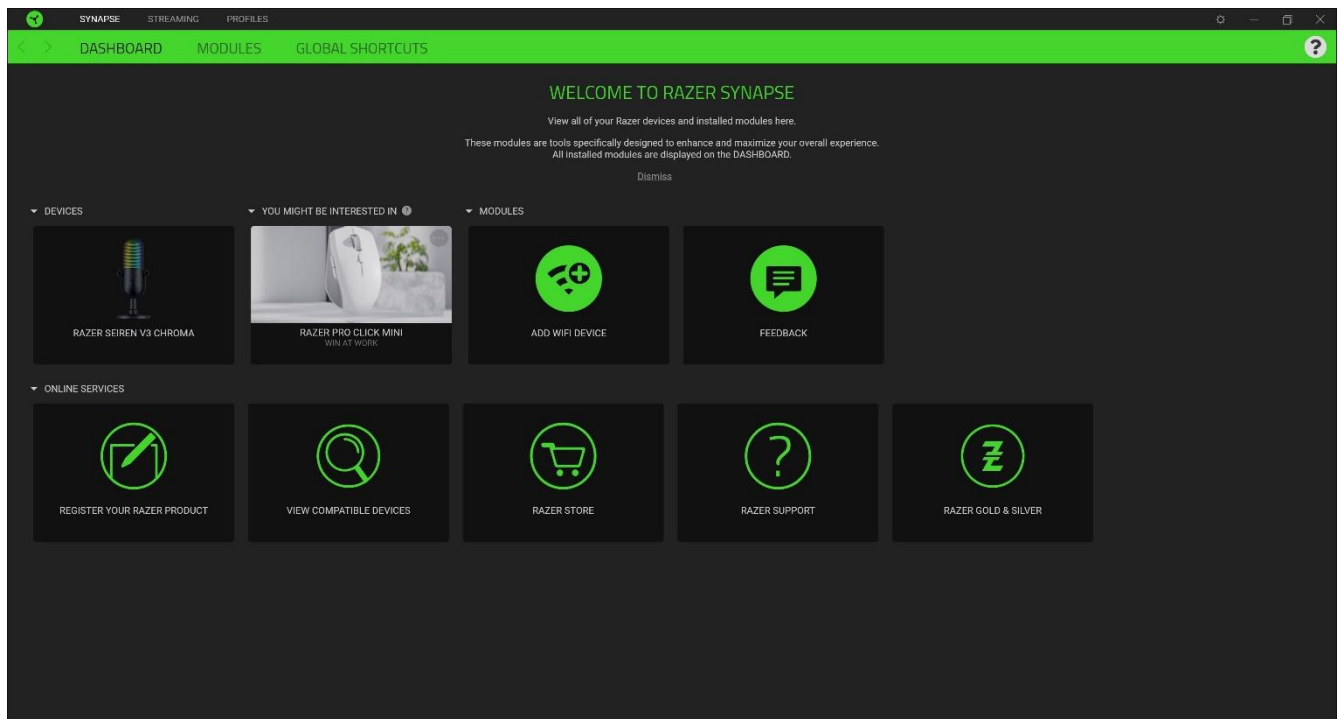 SYNAPSE STREAMING PROFILES
DASHBOARD MODULES GLOBAL SHORTCUTS
?
WELCOME TO RAZER SYNAPSE
View all of your Razer devices and installed modules here.
These modules are tools specifically designed to enhance and maximize your overall experience.
All installed modules are displayed on the DASHBOARD.
Dismiss
DEVICES
YOU MIGHT BE INTERESTED IN ?
MODULES
RAZER SEIREN V3 CHROMA
RAZER PRO CLICK MINI
WIN AT WORK
ADD WIFI DEVICE
FEEDBACK
ONLINE SERVICES
REGISTER YOUR RAZER PRODUCT
VIEW COMPATIBLE DEVICES
RAZER STORE
?
RAZER SUPPORT
RAZER GOLD & SILVER